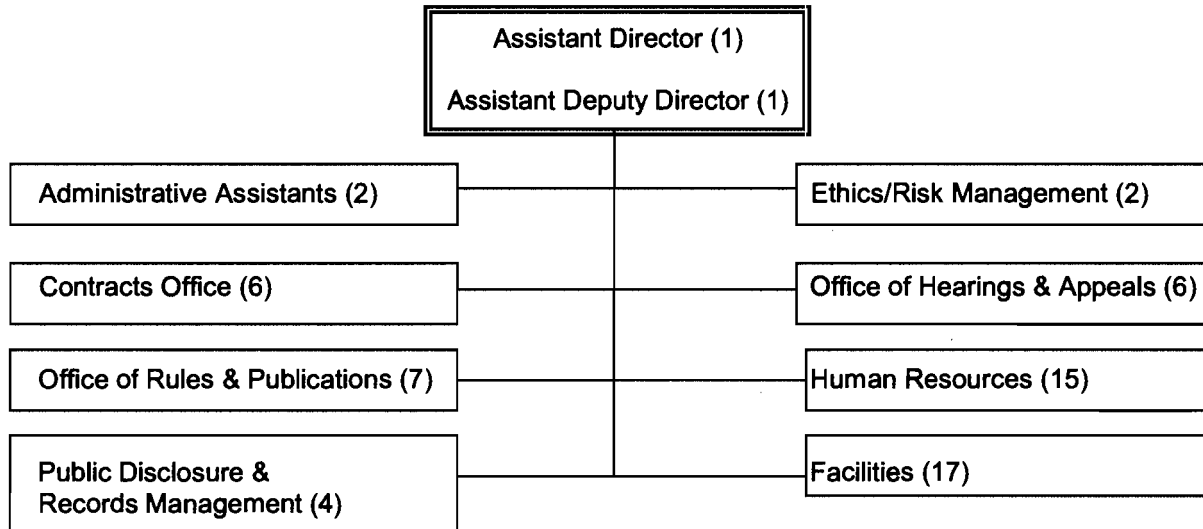 Assistant Director (1)
Assistant Deputy Director (1)
Administrative Assistants (2)
Ethics/Risk Management (2)
Contracts Office (6)
Office of Hearings & Appeals (6)
Office of Rules & Publications (7)
Human Resources (15)
Public Disclosure &
Records Management (4)
Facilities (17)